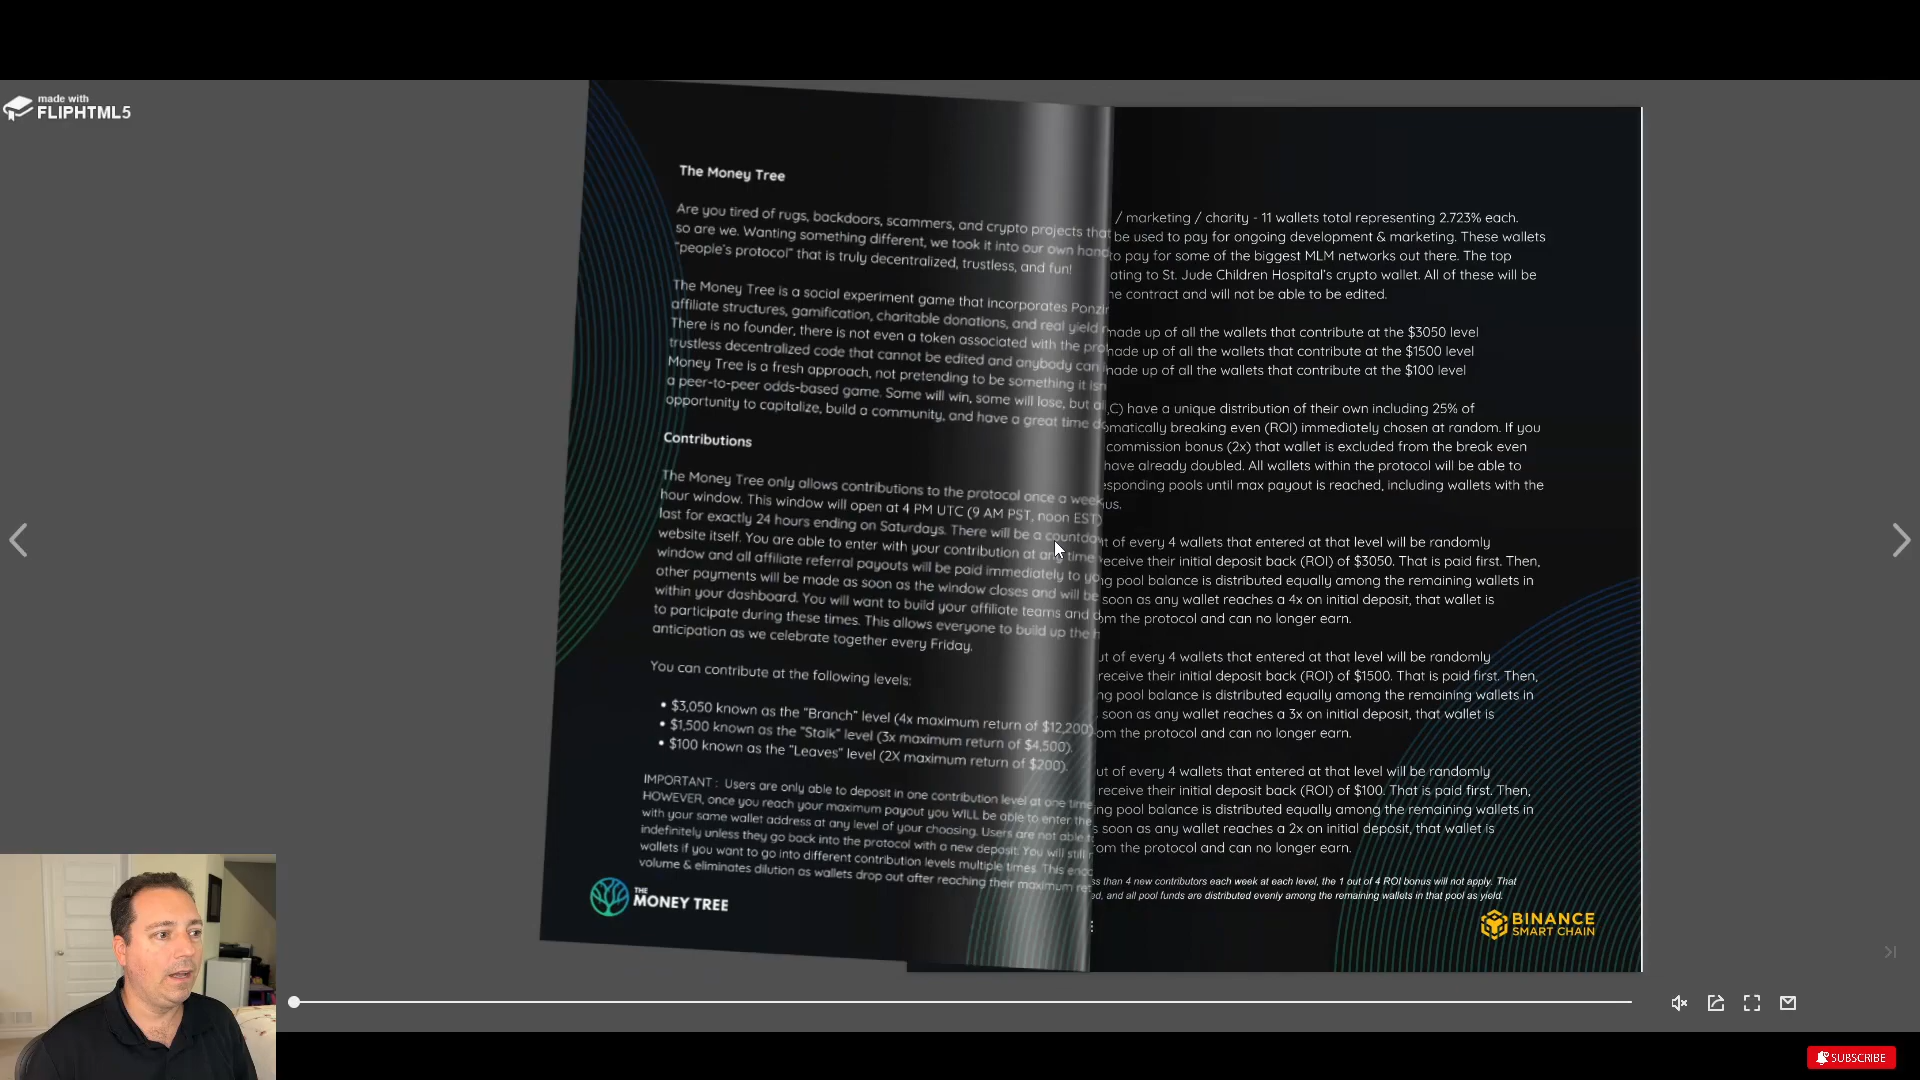 made with
FLIPHTML5
The Money Tree
Are you tired of rugs, backdoors, scammers, and crypto projects that
so are we. Wanting something different, we took it into our own hand
"people's protocol" that is truly decentralized, trustless, and fun!
The Money Tree is a social experiment game that incorporates Ponzi
affiliate structures, gamification, charitable donations, and real yield
There is no founder, there is not even a token associated with the pro
trustless decentralized code that cannot be edited and anybody can
Money Tree is a fresh approach, not pretending to be something it isn
a peer-to-peer odds-based game. Some will win, some will lose, but al
opportunity to capitalize, build a community, and have a great time d
Contributions
The Money Tree only allows contributions to the protocol once a week
hour window. This window will open at 4 PM UTC (9 AM PST, noon EST)
last for exactly 24 hours ending on Saturdays. There will be a countdo
website itself. You are able to enter with your contribution at any time
window and all affiliate referral payouts will be paid immediately to yo
other payments will be made as soon as the window closes and will be
within your dashboard. You will want to build your affiliate teams and
to participate during these times. This allows everyone to build up the h
anticipation as we celebrate together every Friday.
You can contribute at the following levels:
• $3,050 known as the "Branch" level (4x maximum return of $12,200)
• $1,500 known as the "Stalk" level (3x maximum return of $4,500).
• $100 known as the "Leaves" level (2X maximum return of $200).
IMPORTANT : Users are only able to deposit in one contribution level at one time
HOWEVER, once you reach your maximum payout you WILL be able to enter the
with your same wallet address at any level of your choosing. Users are not able
indefinitely unless they go back into the protocol with a new deposit. You will still
wallets if you want to go into different contribution levels multiple times. This enc
volume & eliminates dilution as wallets drop out after reaching their maximum ret
THE
MONEY TREE
/ marketing / charity - 11 wallets total representing 2.723% each.
be used to pay for ongoing development & marketing. These wallets
to pay for some of the biggest MLM networks out there. The top
ating to St. Jude Children Hospital's crypto wallet. All of these will be
he contract and will not be able to be edited.
made up of all the wallets that contribute at the $3050 level
made up of all the wallets that contribute at the $1500 level
made up of all the wallets that contribute at the $100 level
,C) have a unique distribution of their own including 25% of
omatically breaking even (ROI) immediately chosen at random. If you
commission bonus (2x) that wallet is excluded from the break even
have already doubled. All wallets within the protocol will be able to
esponding pools until max payout is reached, including wallets with the
us.
t of every 4 wallets that entered at that level will be randomly
receive their initial deposit back (ROI) of $3050. That is paid first. Then,
ng pool balance is distributed equally among the remaining wallets in
soon as any wallet reaches a 4x on initial deposit, that wallet is
om the protocol and can no longer earn.
ut of every 4 wallets that entered at that level will be randomly
receive their initial deposit back (ROI) of $1500. That is paid first. Then,
ng pool balance is distributed equally among the remaining wallets in
soon as any wallet reaches a 3x on initial deposit, that wallet is
om the protocol and can no longer earn.
ut of every 4 wallets that entered at that level will be randomly
receive their initial deposit back (ROI) of $100. That is paid first. Then,
ing pool balance is distributed equally among the remaining wallets in
s soon as any wallet reaches a 2x on initial deposit, that wallet is
rom the protocol and can no longer earn.
ss than 4 new contributors each week at each level, the 1 out of 4 ROI bonus will not apply. That
ed, and all pool funds are distributed evenly among the remaining wallets in that pool as yield.
BINANCE
SMART CHAIN
SUBSCRIBE